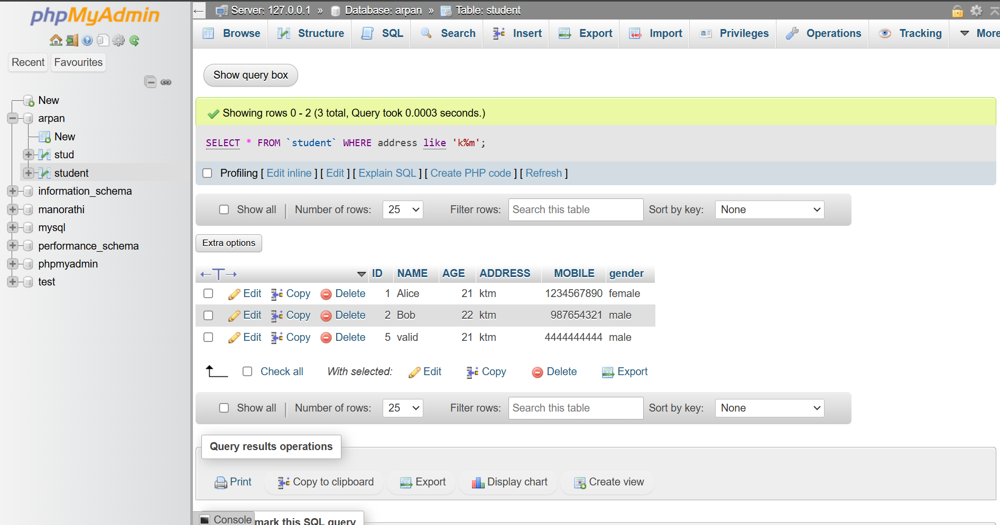 phpMyAdmin
Recent Favourites
New
arpan
New
stud
student
information_schema
manorathi
mysql
performance_schema
phpmyadmin
test
Server: 127.0.0.1 » Database: arpan » Table: student
Browse Structure SQL Search Insert Export Import Privileges Operations Tracking More
Show query box
Showing rows 0 - 2 (3 total, Query took 0.0003 seconds.)
SELECT * FROM `student` WHERE address like 'k%m';
Profiling [ Edit inline ] [ Edit ] [ Explain SQL ] [ Create PHP code ] [ Refresh ]
Show all | Number of rows: 25 Filter rows: Search this table Sort by key: None
Extra options
←T→ ID NAME AGE ADDRESS MOBILE gender
Edit Copy Delete 1 Alice 21 ktm 1234567890 female
Edit Copy Delete 2 Bob 22 ktm 987654321 male
Edit Copy Delete 5 valid 21 ktm 4444444444 male
Check all With selected: Edit Copy Delete Export
Show all | Number of rows: 25 Filter rows: Search this table Sort by key: None
Query results operations
Print Copy to clipboard Export Display chart Create view
Console mark this SQL query